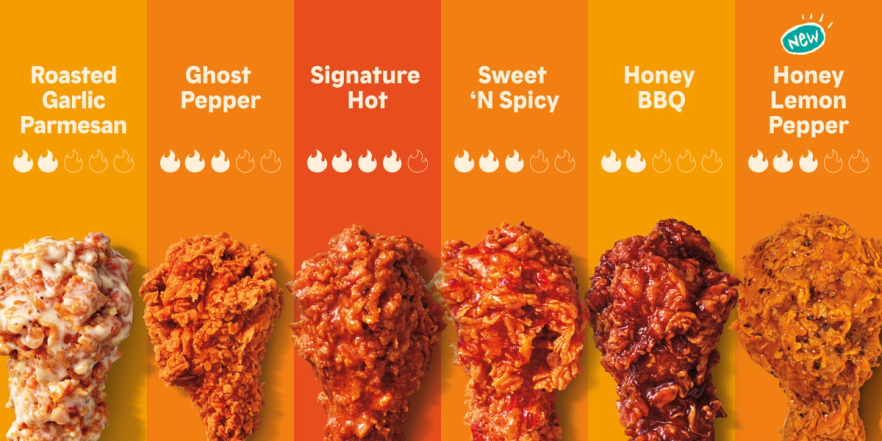 Roasted
Garlic
Parmesan
Ghost
Pepper
Signature
Hot
Sweet
‘N Spicy
Honey
BBQ
New
Honey
Lemon
Pepper